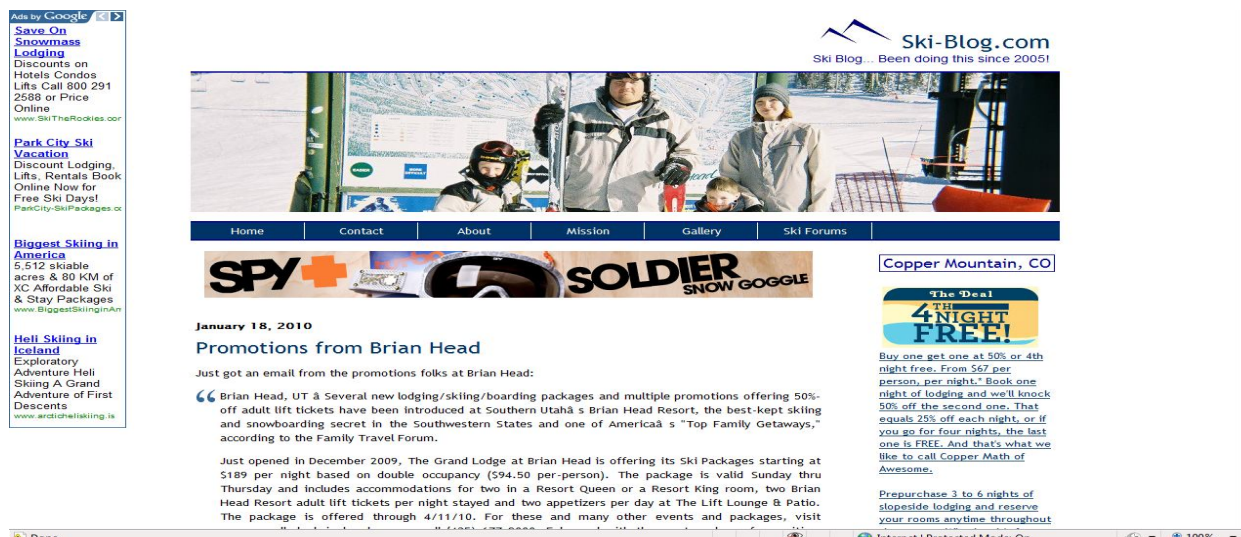 Ads by Google
Save On
Snowmass
Lodging
Discounts on
Hotels Condos
Lifts Call 800 291
2588 or Price
Online
www.SkiTheRockies.com
Park City Ski
Vacation
Discount Lodging,
Lifts, Rentals Book
Online Now for
Free Ski Days!
ParkCity-SkiPackages.co
Biggest Skiing in
America
5,512 skiable
acres & 80 KM of
XC Affordable Ski
& Stay Packages
www.BiggestSkiinginAm
Heli Skiing in
Iceland
Exploratory
Adventure Heli
Skiing A Grand
Adventure of First
Descents
www.arcticheliskiing.is
Ski-Blog.com
Ski Blog... Been doing this since 2005!
Home Contact About Mission Gallery Ski Forums
SPY+ SOLDIER
SNOW GOGGLE
January 18, 2010
Promotions from Brian Head
Just got an email from the promotions folks at Brian Head:
Brian Head, UT â Several new lodging/skiing/boarding packages and multiple promotions offering 50%-
off adult lift tickets have been introduced at Southern Utahâ s Brian Head Resort, the best-kept skiing
and snowboarding secret in the Southwestern States and one of Americaâ s "Top Family Getaways,"
according to the Family Travel Forum.
Just opened in December 2009, The Grand Lodge at Brian Head is offering its Ski Packages starting at
$189 per night based on double occupancy ($94.50 per-person). The package is valid Sunday thru
Thursday and includes accommodations for two in a Resort Queen or a Resort King room, two Brian
Head Resort adult lift tickets per night stayed and two appetizers per day at The Lift Lounge & Patio.
The package is offered through 4/11/10. For these and many other events and packages, visit
Copper Mountain, CO
The Deal
4TH NIGHT
FREE!
Buy one get one at 50% or 4th
night free. From $67 per
person, per night.* Book one
night of lodging and we'll knock
50% off the second one. That
equals 25% off each night, or if
you go for four nights, the last
one is FREE. And that's what we
like to call Copper Math of
Awesome.
Prepurchase 3 to 6 nights of
slopeside lodging and reserve
your rooms anytime throughout
100%